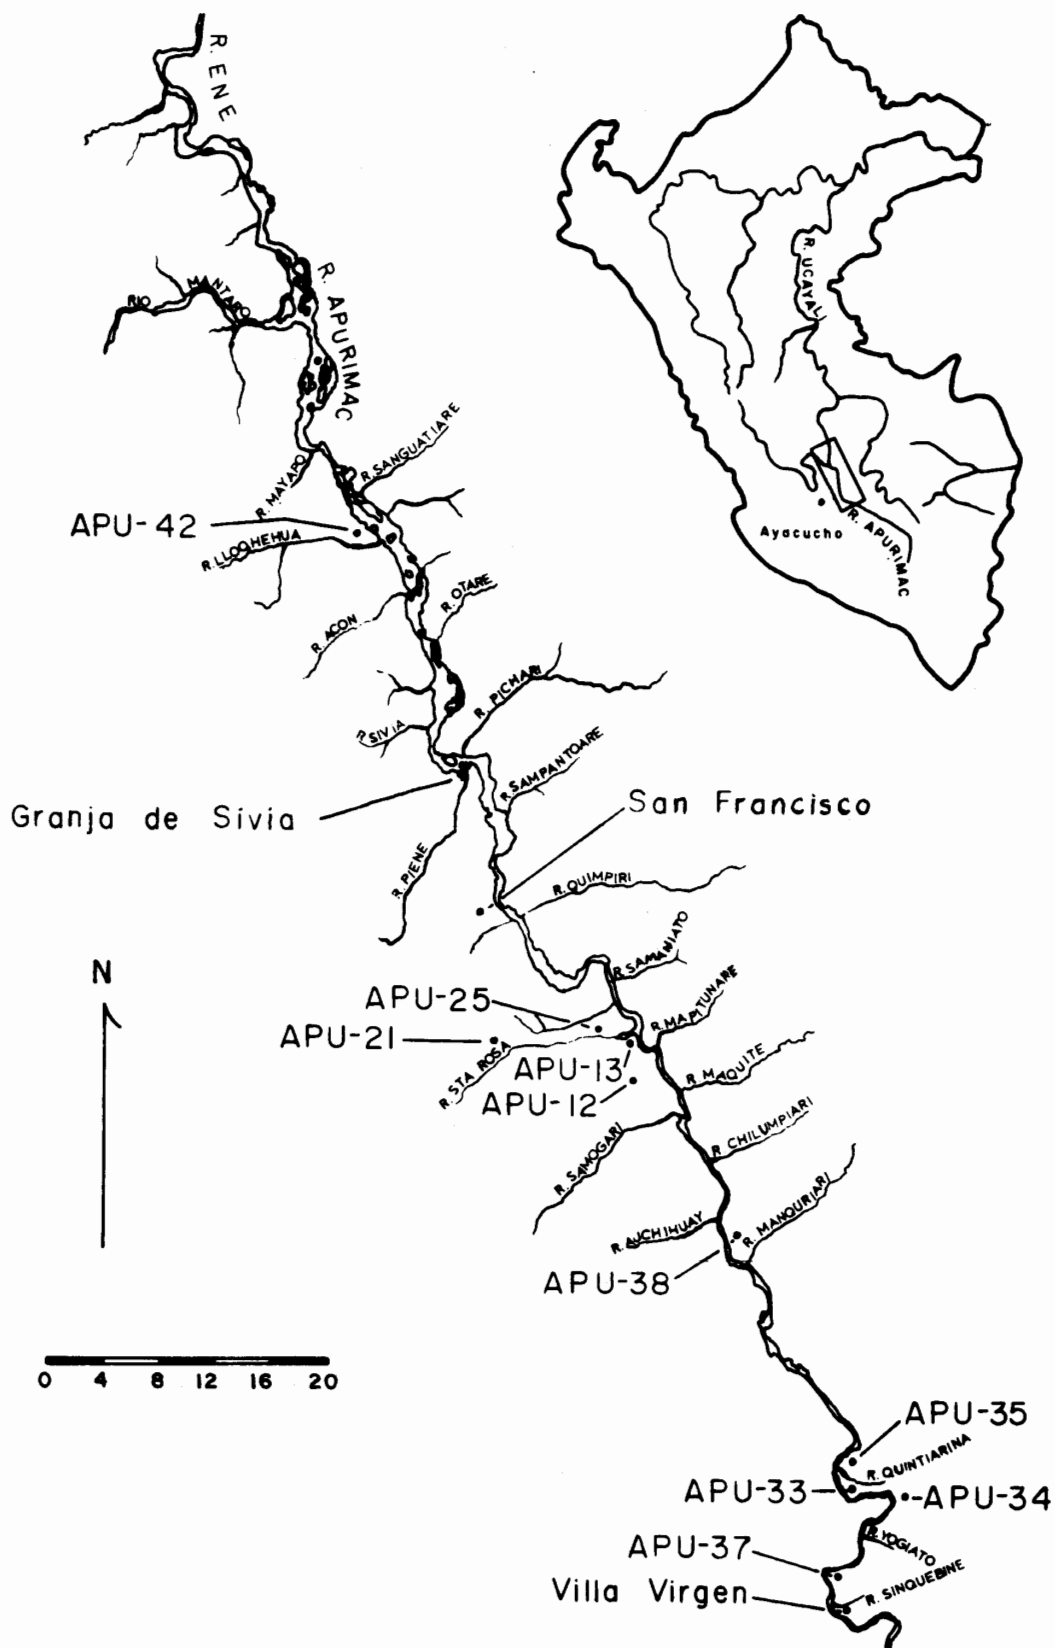 R. ENE
R. UCAYALI
RIO MANTARO
R. APURIMAC
R. SANGUATIARE
R. MAYAPO
APU-42
R. LLOQHEHUA
Ayacucho
R. APURIMAC
R. OTARE
R. ACON
R. PICHARI
R SIVIA
R. SAMPANTOARE
Granja de Sivia
San Francisco
R. PIENE
R. QUIMPIRI
R. SAMANIATO
N
APU-25
R. MAPITUNARE
APU-21
R. STA ROSA
APU-13
R. MAQUITE
APU-12
R. CHILUMPIARI
R. SAMOGARI
R. AJCHIHUAY
R. MANQURIARI
APU-38
0 4 8 12 16 20
APU-35
R. QUINTIARINA
APU-33
APU-34
R. YOGIATO
APU-37
R. SINQUEBINE
Villa Virgen